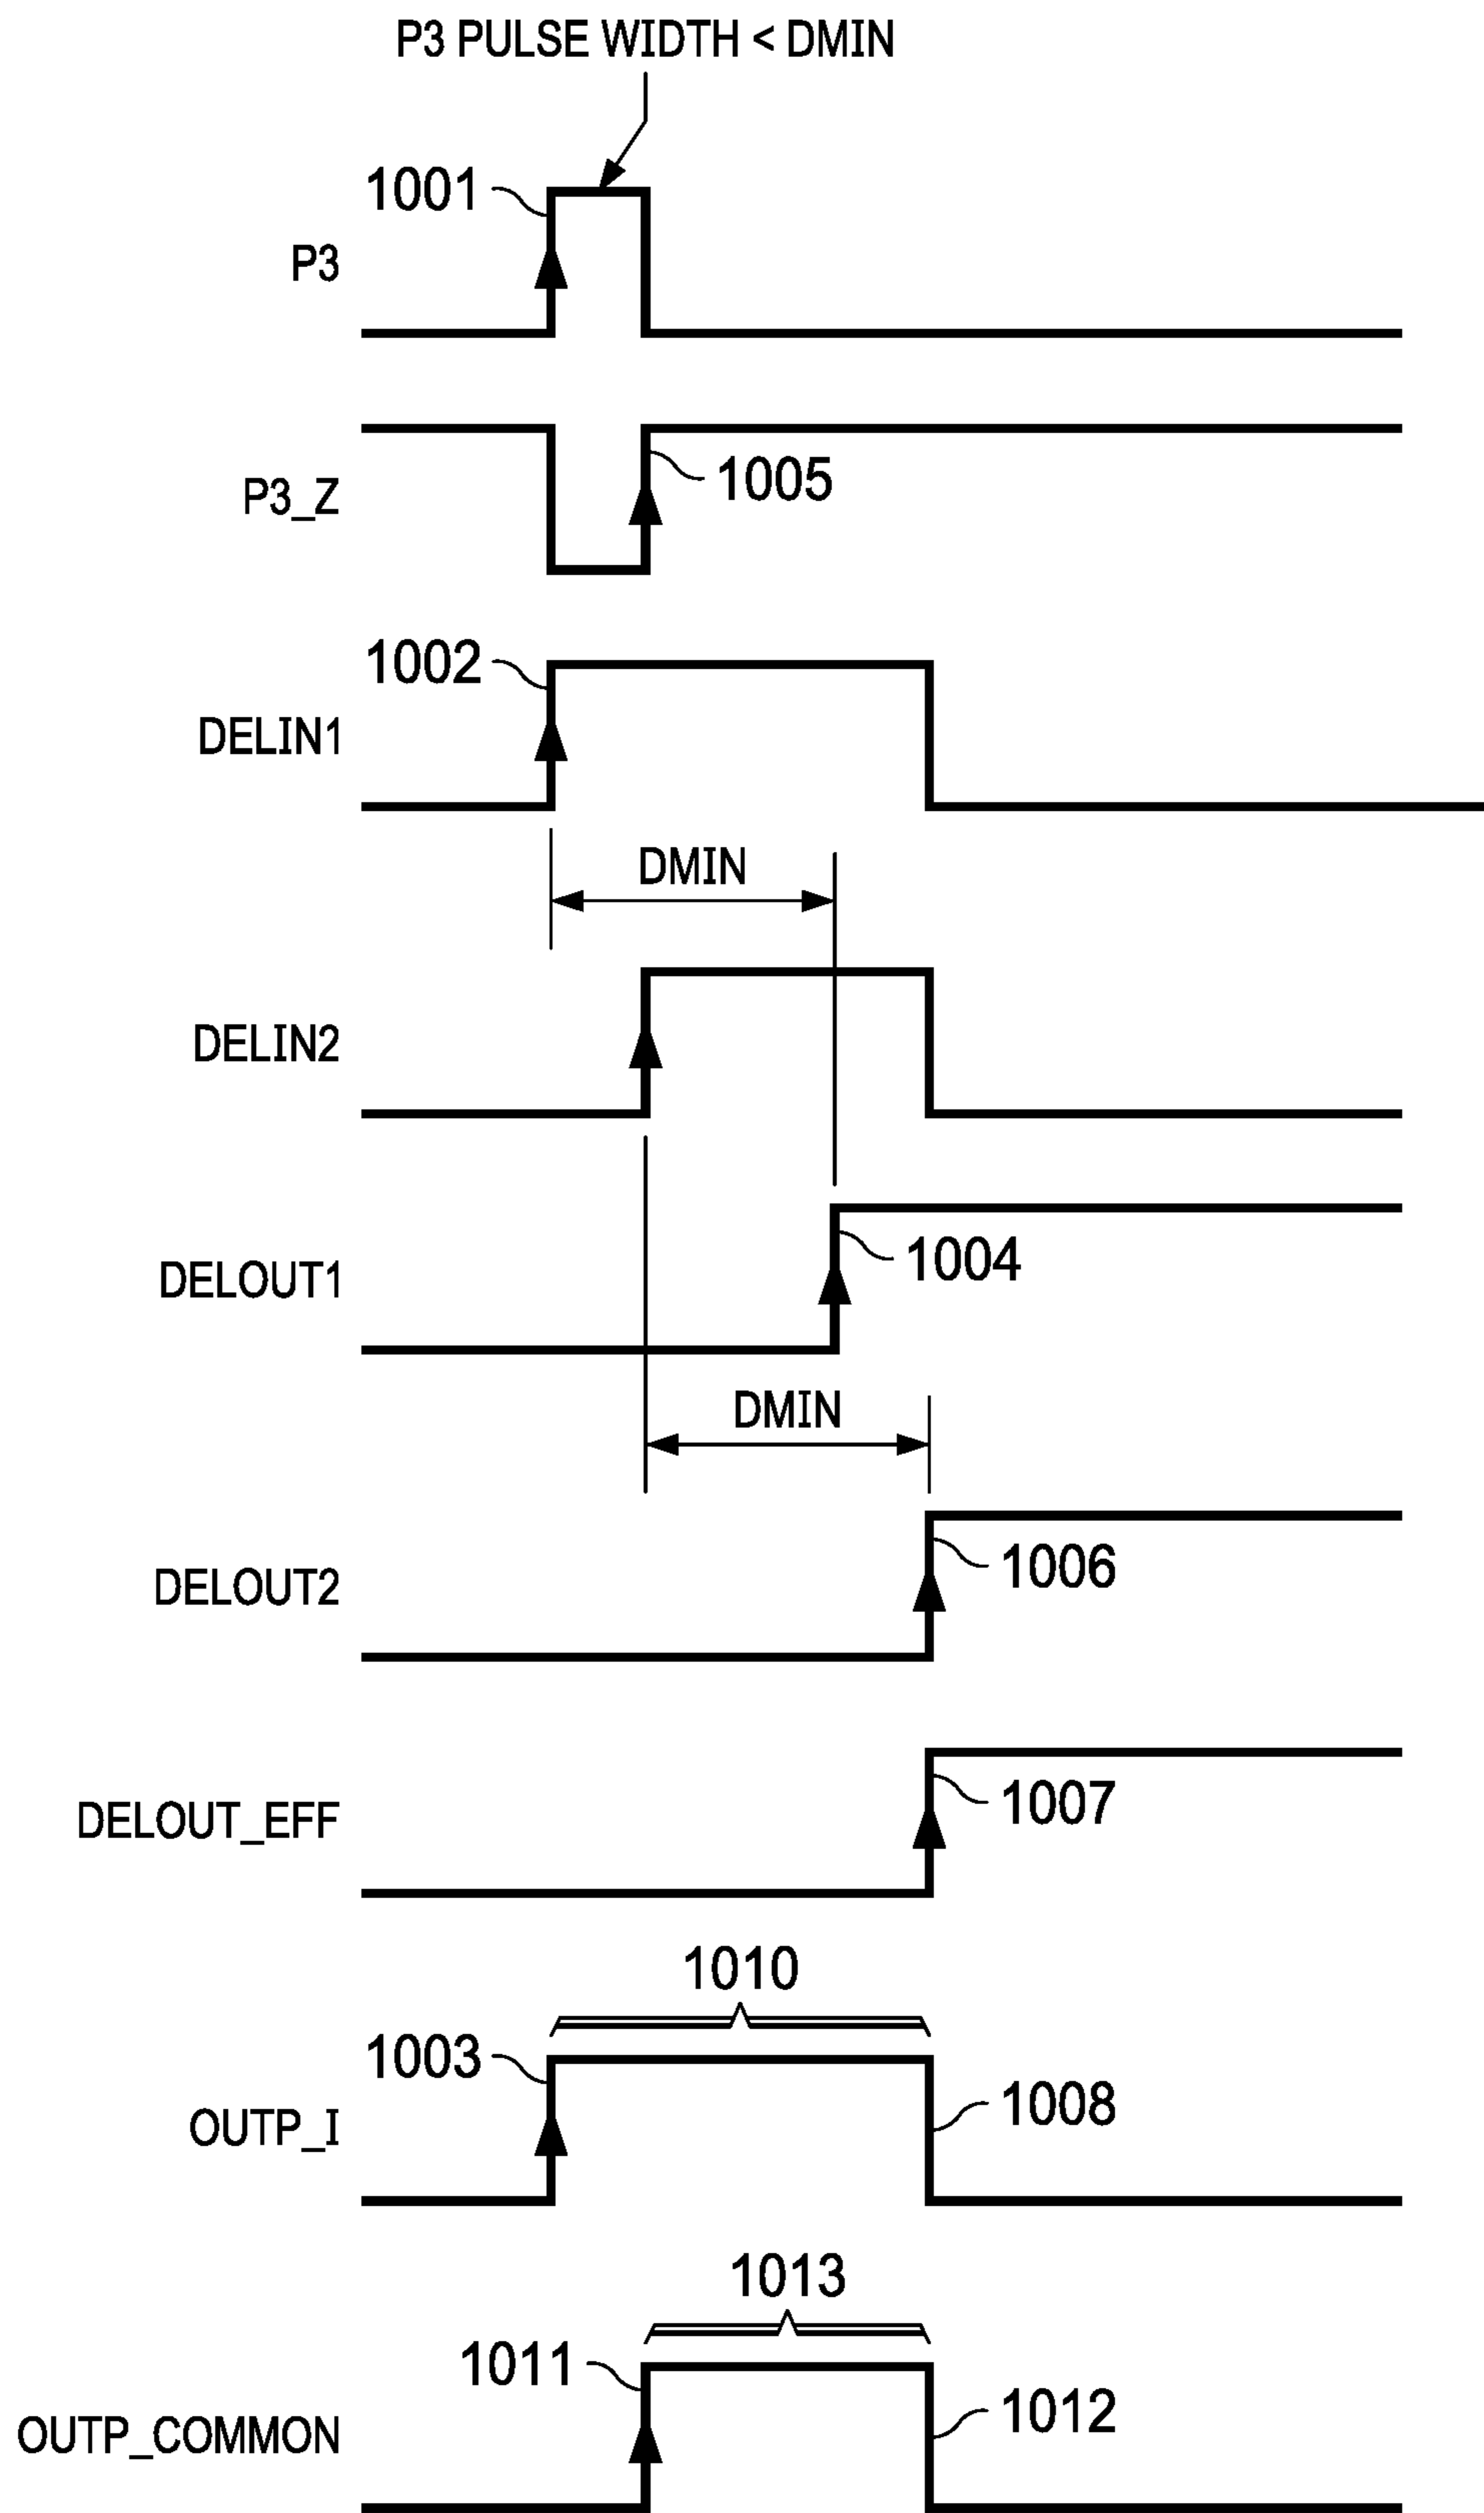 P3 PULSE WIDTH < DMIN
1001
P3
P3_Z
1005
1002
DELIN1
DMIN
DELIN2
1004
DELOUT1
DMIN
1006
DELOUT2
1007
DELOUT_EFF
1010
1003
1008
OUTP_I
1013
1011
1012
OUTP_COMMON